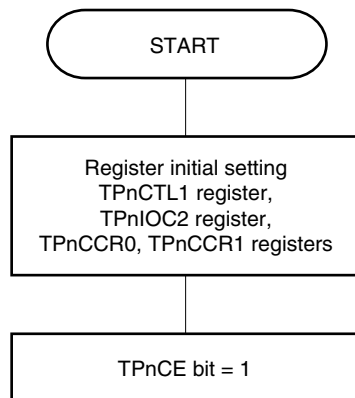 START
Register initial setting
TPnCTL1 register,
TPnIOC2 register,
TPnCCR0, TPnCCR1 registers
TPnCE bit = 1